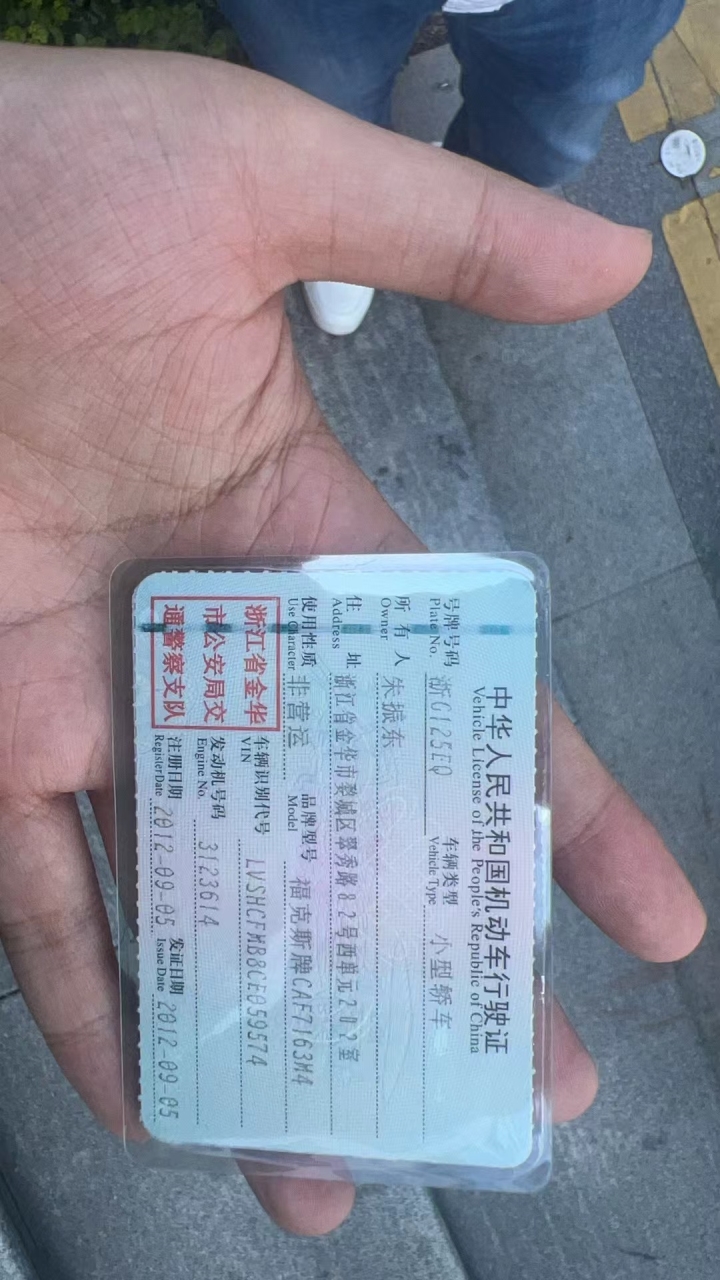 中华人民共和国机动车行驶证
Vehicle License of the People's Republic of China
号牌号码 浙G125EQ 车辆类型 小型轿车
Plate No. Vehicle Type
所有人 朱振东
Owner
住址 浙江省金华市婺城区翠秀路82号西单元202室
Address
使用性质 非营运 品牌型号 福克斯牌CAF7163M4
Use Character Model
浙江省金华
市公安局交
通警察支队
车辆识别代号 LVSHCFMB8CE059574
VIN
发动机号码 3123614
Engine No.
注册日期 2012-09-05 发证日期 2012-09-05
Register Date Issue Date